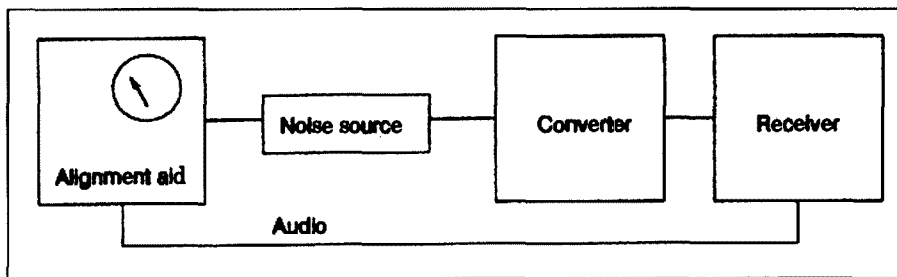 Noise source
Converter
Receiver
Alignment aid
Audio